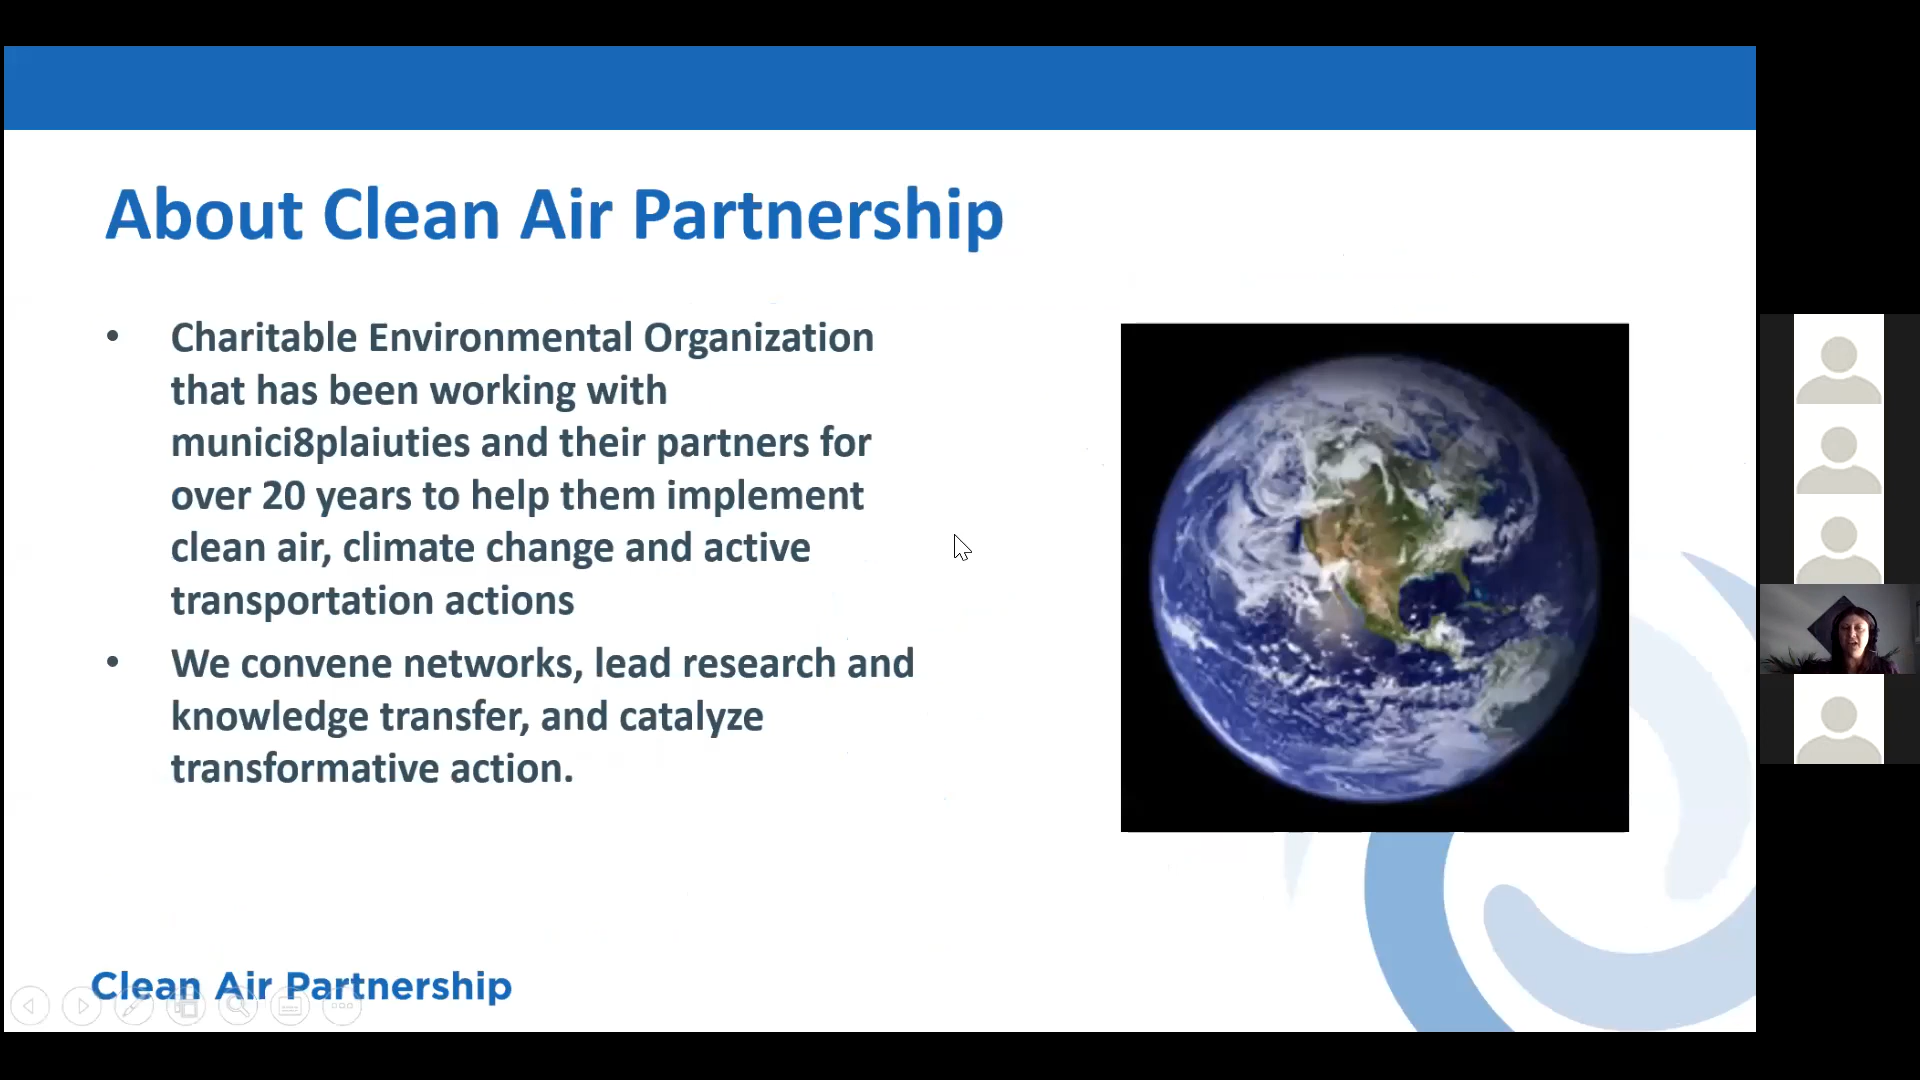 About Clean Air Partnership
• Charitable Environmental Organization
that has been working with
munici8plaiuties and their partners for
over 20 years to help them implement
clean air, climate change and active
transportation actions
• We convene networks, lead research and
knowledge transfer, and catalyze
transformative action.
Clean Air Partnership